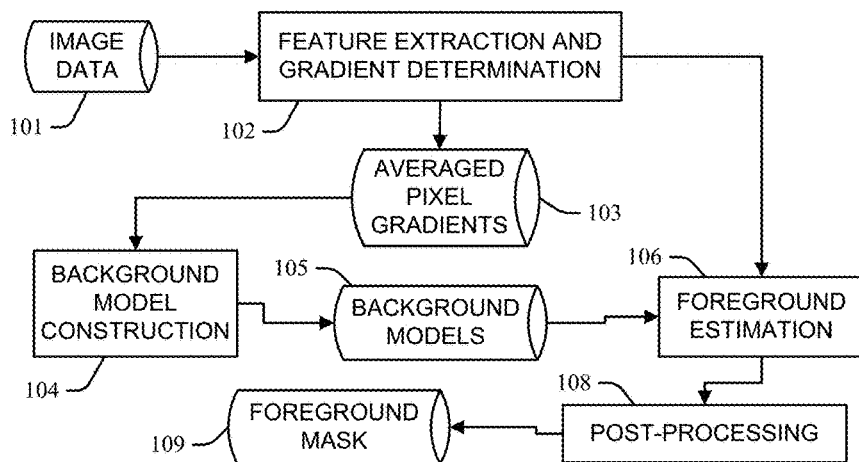 IMAGE
DATA
101
FEATURE EXTRACTION AND
GRADIENT DETERMINATION
102
AVERAGED
PIXEL
GRADIENTS
103
BACKGROUND
MODEL
CONSTRUCTION
104
105
BACKGROUND
MODELS
106
FOREGROUND
ESTIMATION
108
POST-PROCESSING
FOREGROUND
MASK
109